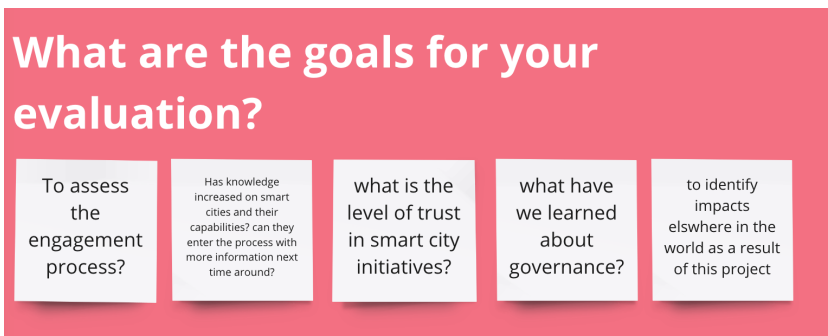 What are the goals for your
evaluation?
To assess
the
engagement
process?
Has knowledge
increased on smart
cities and their
capabilities? can they
enter the process with
more information next
time around?
what is the
level of trust
in smart city
initiatives?
what have
we learned
about
governance?
to identify
impacts
elswhere in the
world as a result
of this project